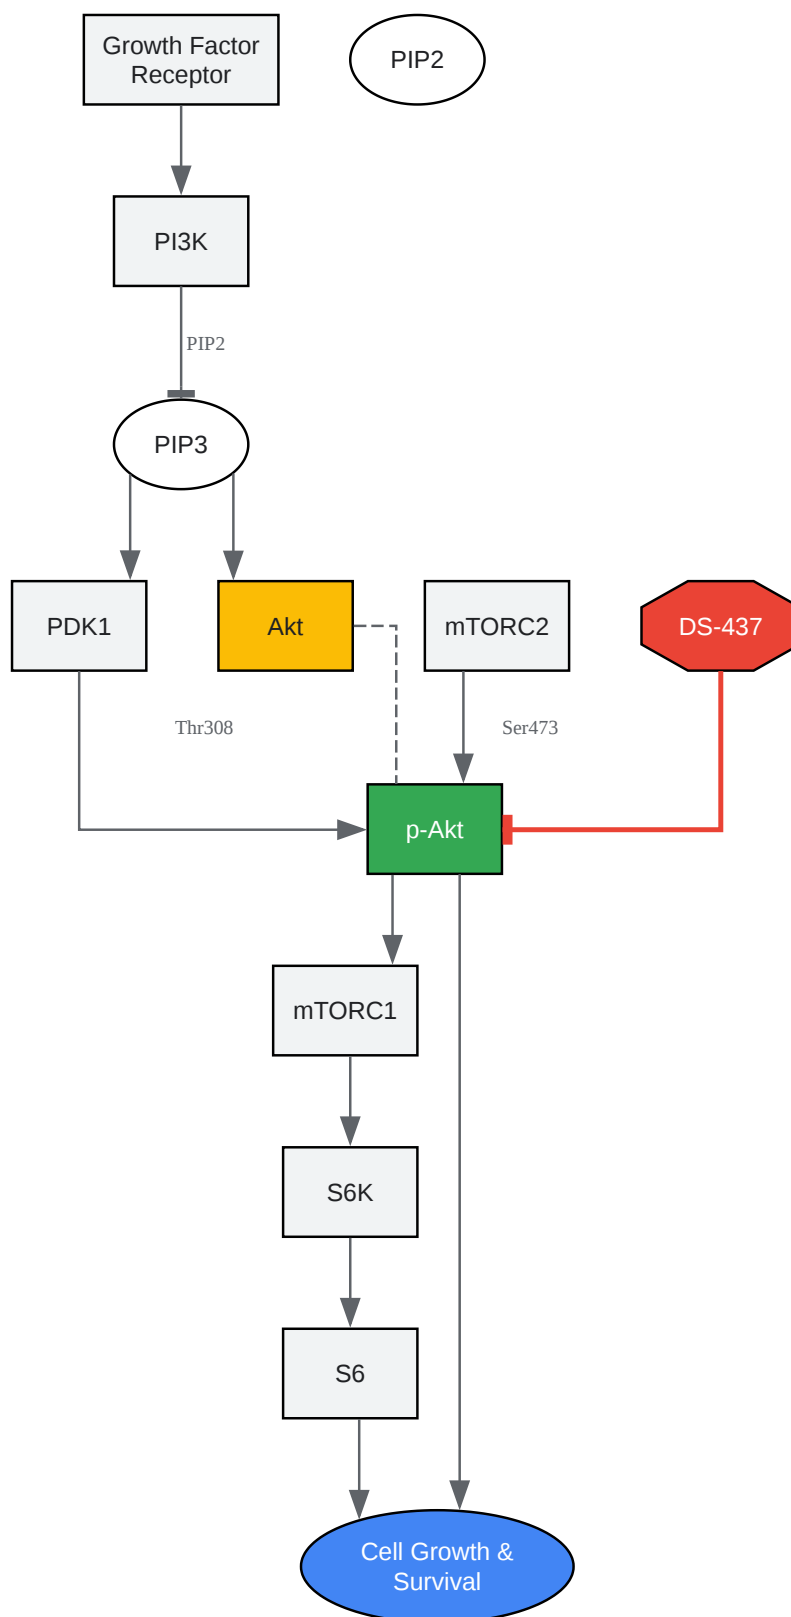 Growth Factor
Receptor
PIP2
PI3K
PIP2
PIP3
PDK1
Akt
mTORC2
DS-437
Thr308
Ser473
p-Akt
mTORC1
S6K
S6
Cell Growth &
Survival